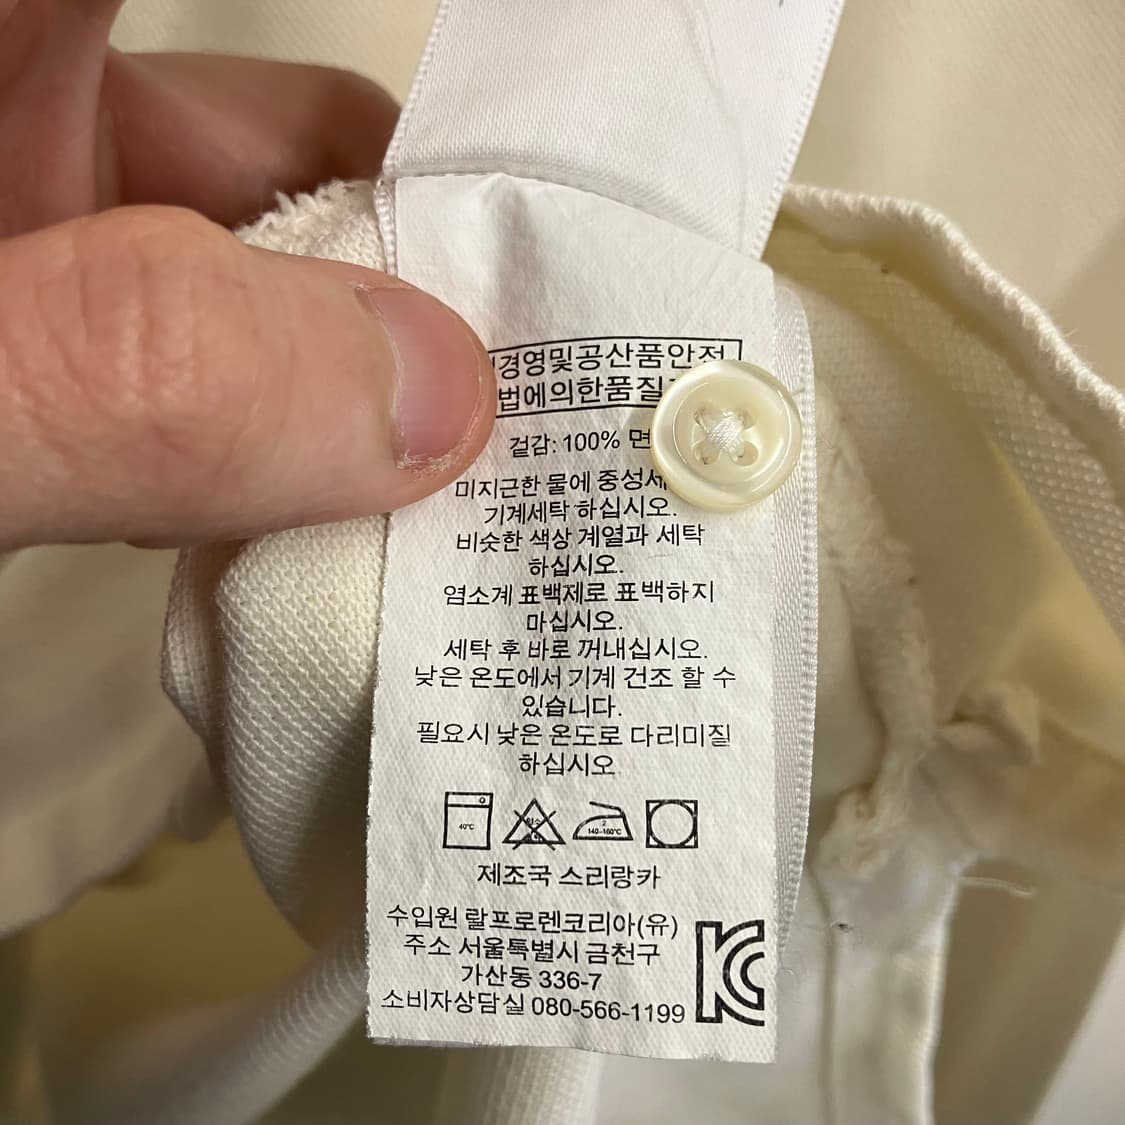 경영및공산품안전
법에의한품질
겉감: 100% 면
미지근한 물에 중성세
기계세탁 하십시오.
비슷한 색상 계열과 세탁
하십시오.
염소계 표백제로 표백하지
마십시오.
세탁 후 바로 꺼내십시오.
낮은 온도에서 기계 건조 할 수
있습니다.
필요시 낮은 온도로 다리미질
하십시오
40°C
2
140-160°C
제조국 스리랑카
수입원 랄프로렌코리아(유)
주소 서울특별시 금천구
가산동 336-7
소비자상담실 080-566-1199